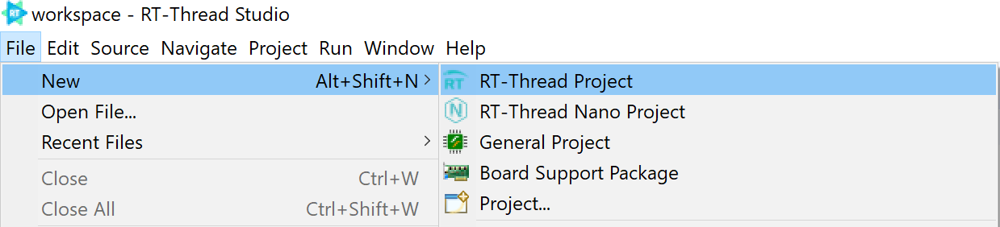 workspace - RT-Thread Studio
File Edit Source Navigate Project Run Window Help
New Alt+Shift+N > RT RT-Thread Project
Open File... N RT-Thread Nano Project
Recent Files > General Project
Close Ctrl+W Board Support Package
Close All Ctrl+Shift+W Project...